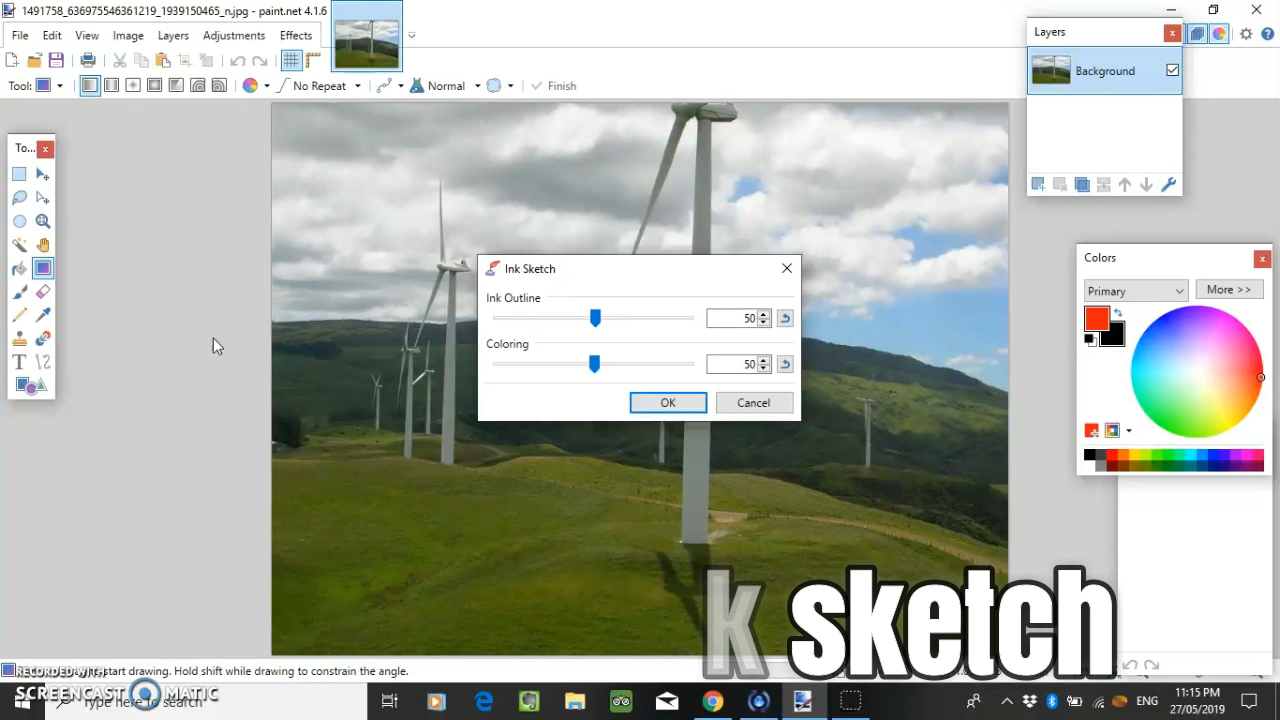 1491758_636975546361219_1939150465_n.jpg - paint.net 4.1.6
File Edit View Image Layers Adjustments Effects
Tool: No Repeat Normal Finish
Layers
Background
To...
Ink Sketch
Ink Outline
50
Coloring
50
OK Cancel
Colors
Primary More >>
k sketch
start drawing. Hold shift while drawing to constrain the angle.
RECORDED WITH
SCREENCAST MATIC
Type here to search
ENG
11:15 PM
27/05/2019